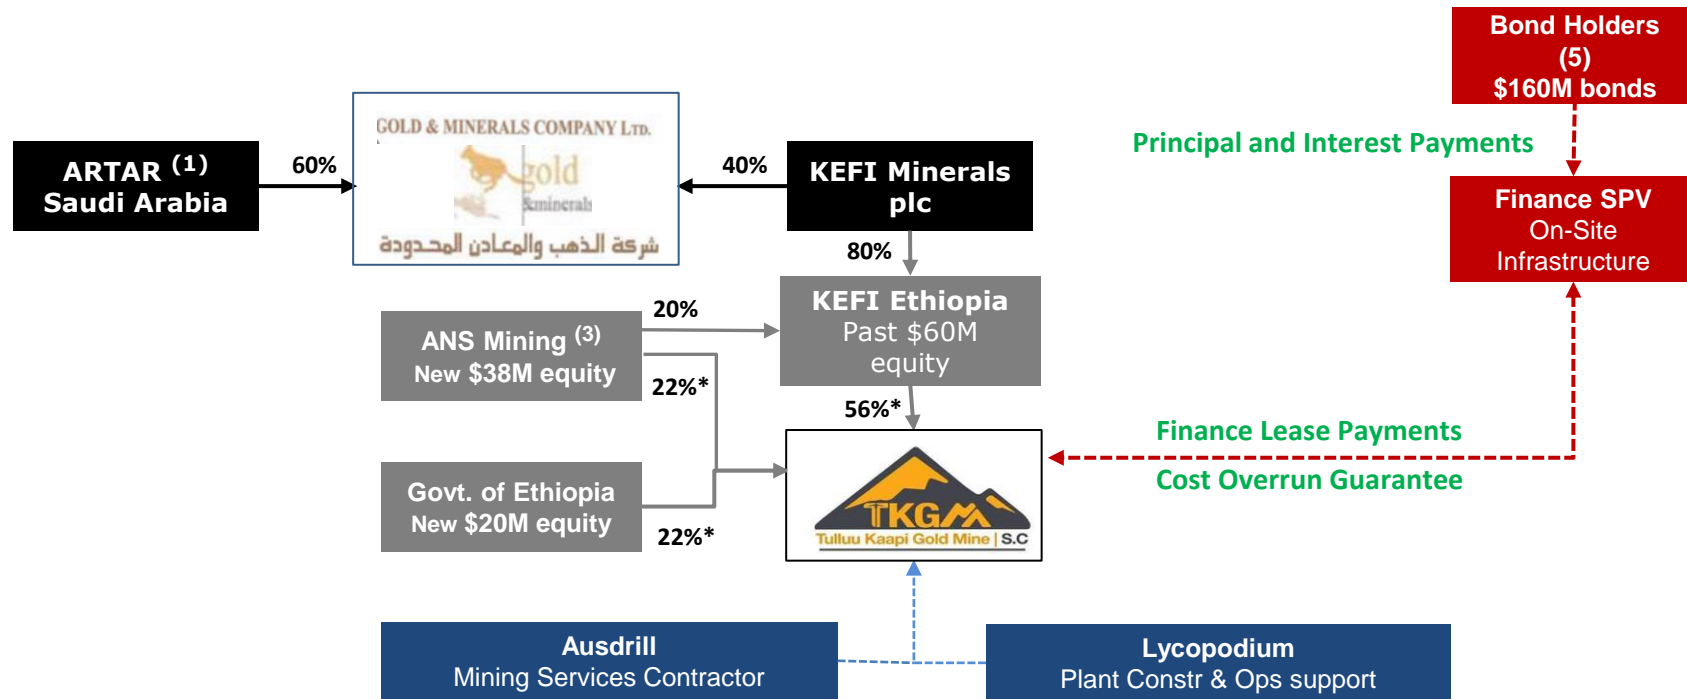 Bond Holders
(5)
$160M bonds
Principal and Interest Payments
GOLD & MINERALS COMPANY LTD.
gold
&minerals
شركة الذهب والمعادن المحدودة
ARTAR (1)
Saudi Arabia
60%
40%
KEFI Minerals
plc
Finance SPV
On-Site
Infrastructure
80%
20%
KEFI Ethiopia
Past $60M
equity
ANS Mining (3)
New $38M equity
22%*
56%*
Finance Lease Payments
Cost Overrun Guarantee
Govt. of Ethiopia
New $20M equity
22%*
TKGM
Tulluu Kaapi Gold Mine | S.C
Ausdrill
Mining Services Contractor
Lycopodium
Plant Constr & Ops support